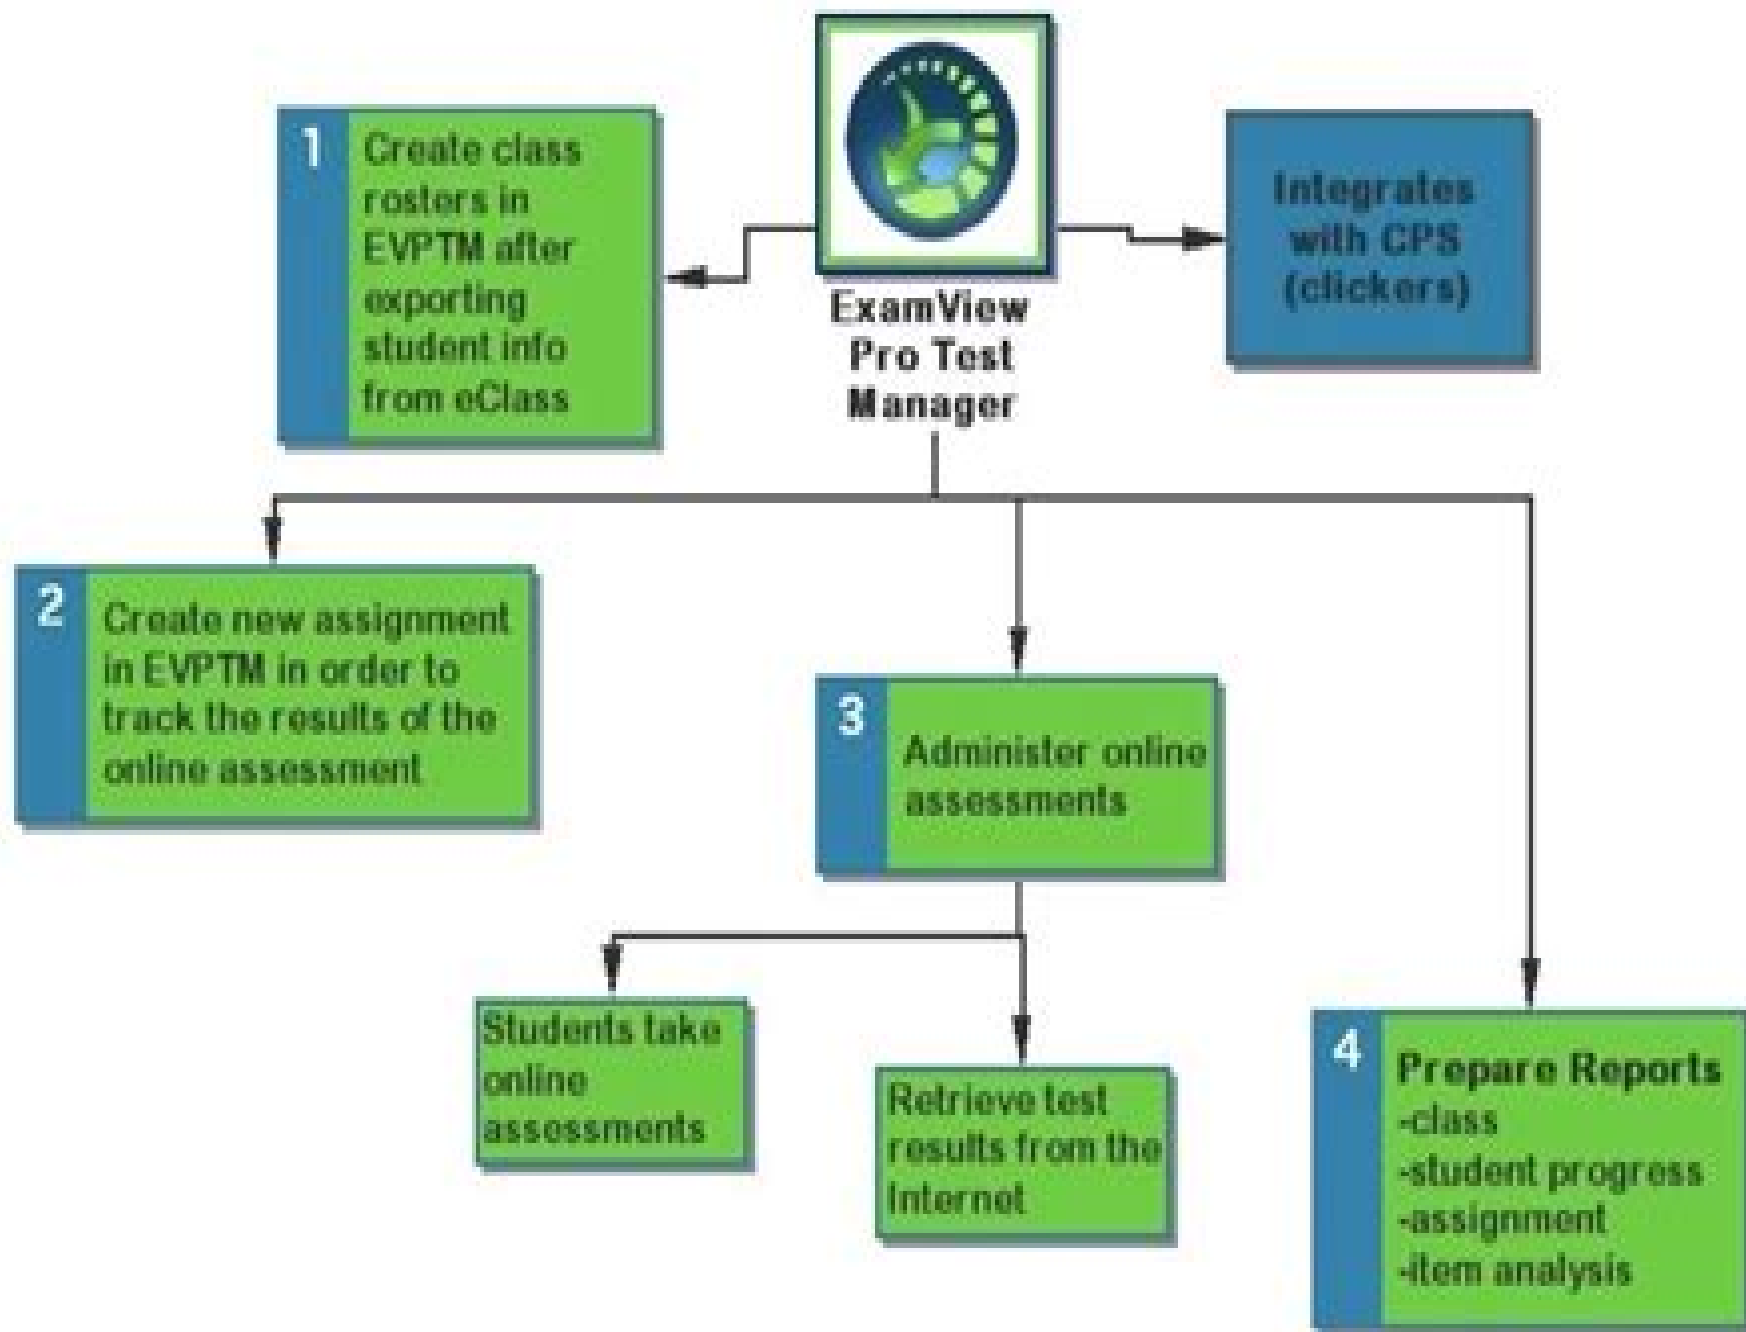 1
Create class
rosters in
EVPTM after
exporting
student info
from eClass
ExamView
Pro Test
Manager
Integrates
with CPS
(clickers)
2
Create new assignment
in EVPTM in order to
track the results of the
online assessment
3
Administer online
assessments
Students take
online
assessments
Retrieve test
results from the
Internet
4
Prepare Reports
-class
-student progress
-assignment
-item analysis